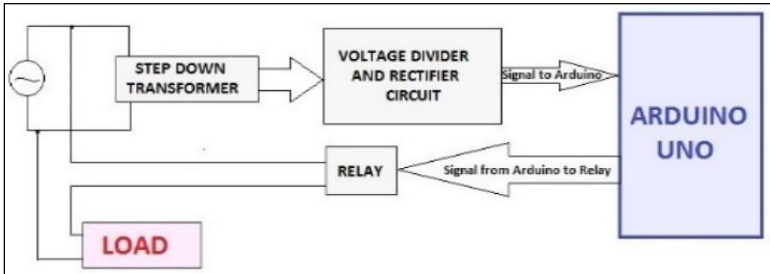 STEP DOWN
TRANSFORMER
VOLTAGE DIVIDER
AND RECTIFIER
CIRCUIT
Signal to Arduino
ARDUINO
UNO
RELAY
Signal from Arduino to Relay
LOAD